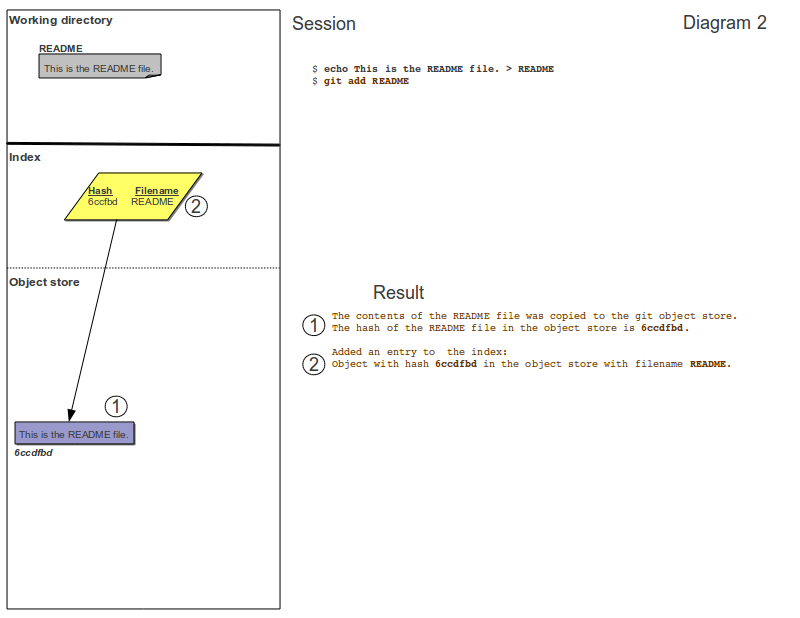 Working directory
README
This is the README file.
Index
Hash Filename
6ccfbd README
2
Object store
1
This is the README file.
6ccdfbd
Session
Diagram 2
$ echo This is the README file. > README
$ git add README
Result
1 The contents of the README file was copied to the git object store.
The hash of the README file in the object store is 6ccdfbd.
2 Added an entry to the index:
Object with hash 6ccdfbd in the object store with filename README.